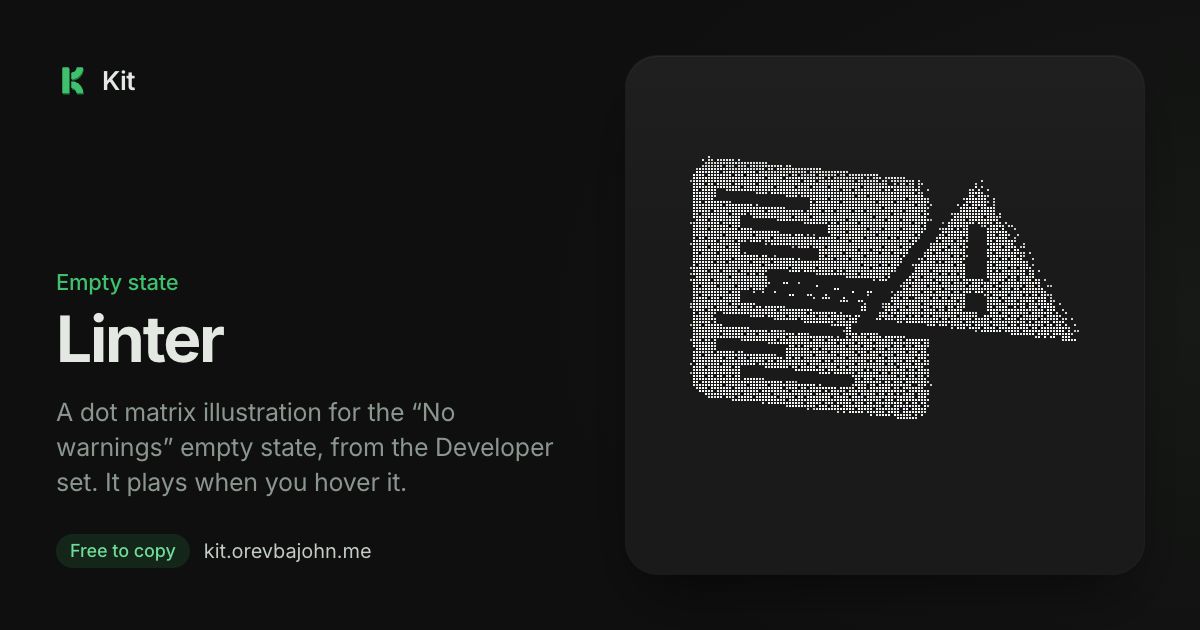 Kit
Empty state
Linter
A dot matrix illustration for the “No
warnings” empty state, from the Developer
set. It plays when you hover it.
Free to copy
kit.orevbajohn.me